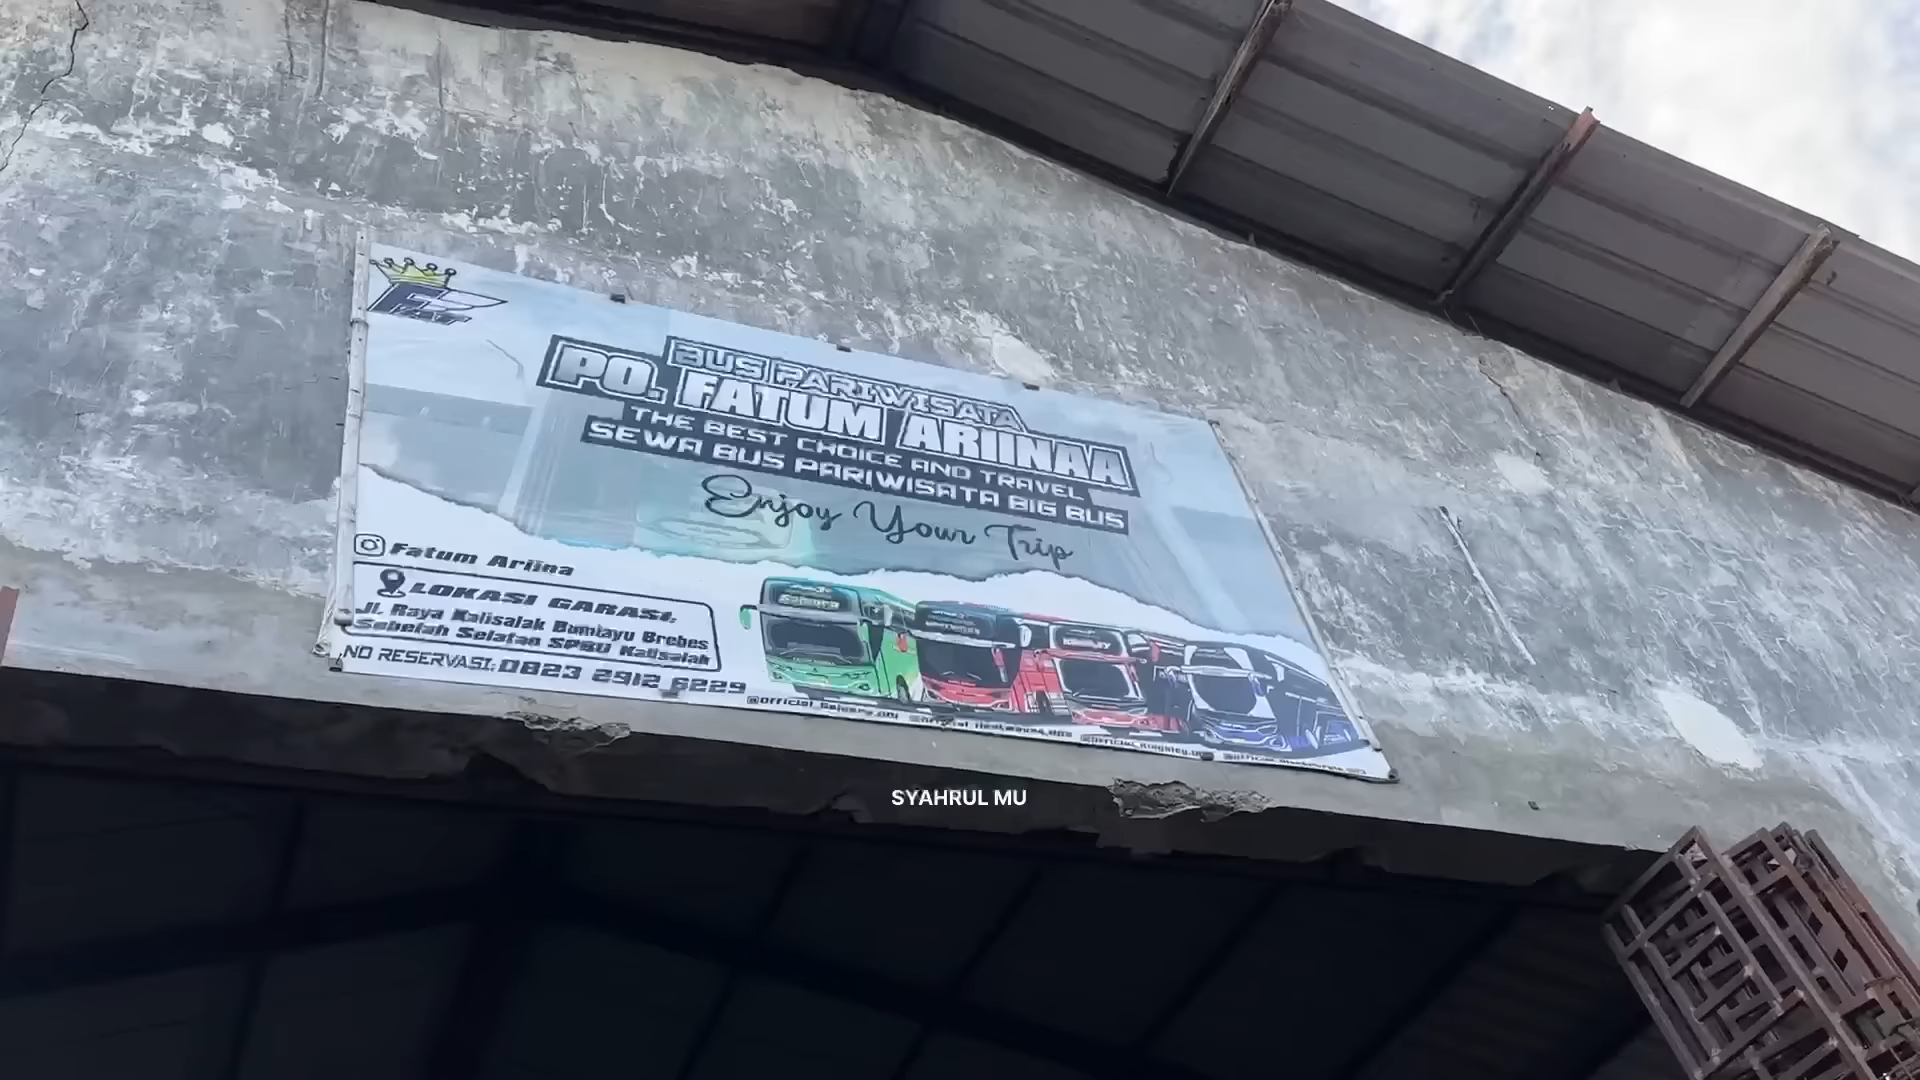 FAT
BUS PARIWISATA
PO. FATUM ARIINAA
THE BEST CHOICE AND TRAVEL
SEWA BUS PARIWISATA BIG BUS
Enjoy Your Trip
Fatum Ariina
LOKASI GARASI,
Jl. Raya Kalisalak Bumiayu Brebes
Sebelah Selatan SPBU Kalisalak
NO RESERVASI: 0823 2912 6229
SYAHRUL MU